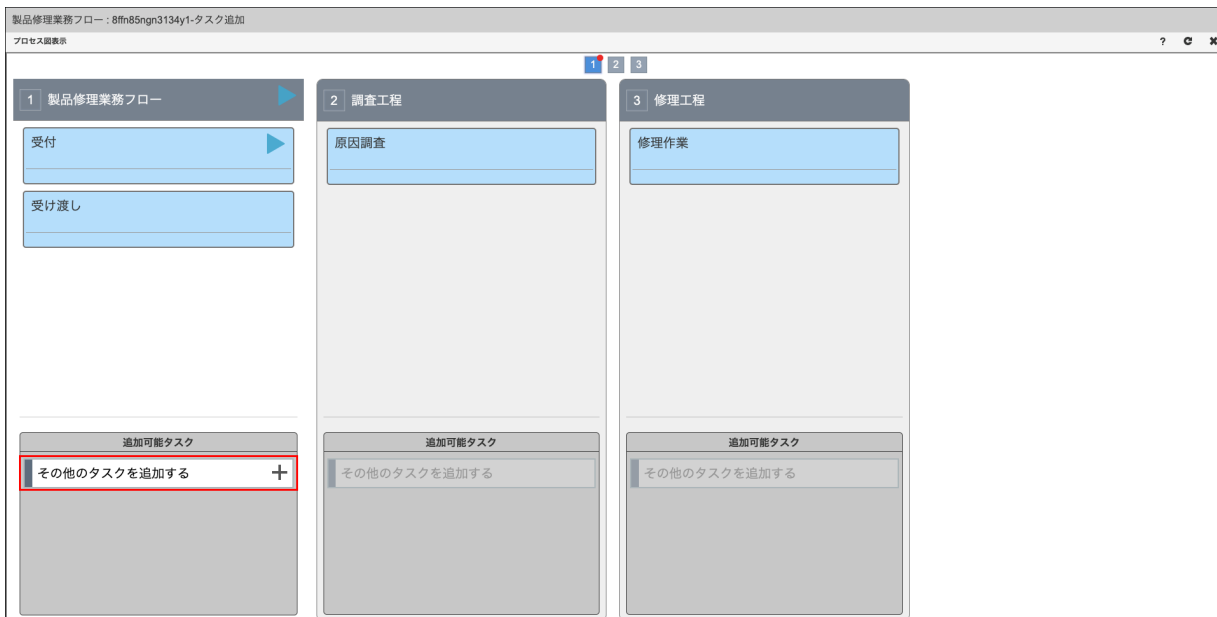 製品修理業務フロー : 8ffn85ngn3134y1-タスク追加
プロセス図表示
?
1 2 3
1 製品修理業務フロー
受付
受け渡し
追加可能タスク
その他のタスクを追加する
2 調査工程
原因調査
追加可能タスク
その他のタスクを追加する
3 修理工程
修理作業
追加可能タスク
その他のタスクを追加する